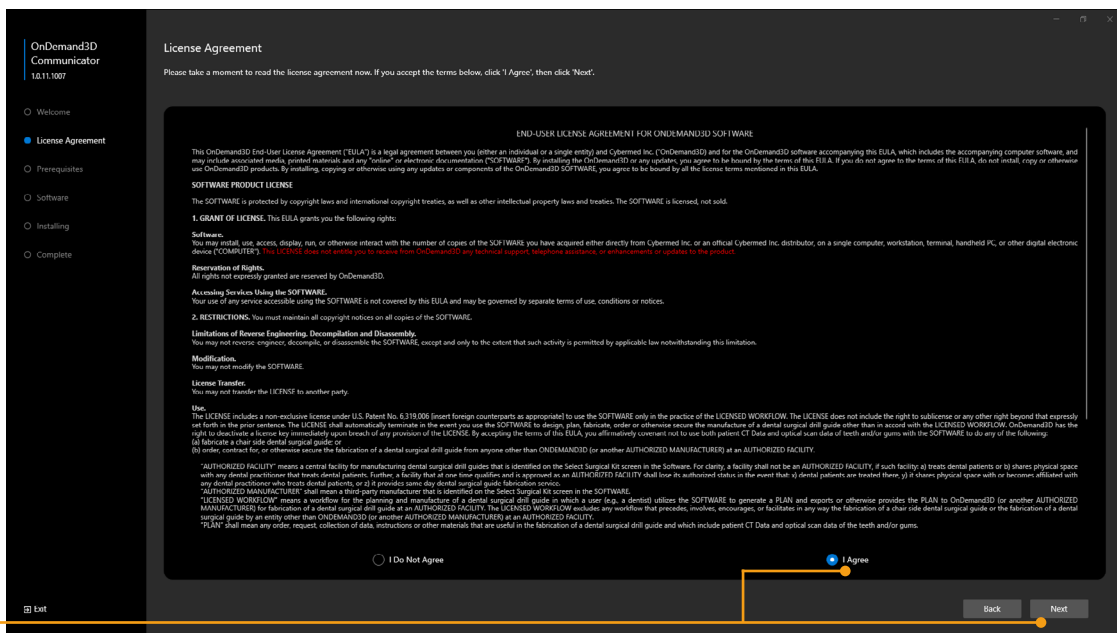 OnDemand3D
Communicator
1.0.11.1007
Welcome
License Agreement
Prerequisites
Software
Installing
Complete
Exit
License Agreement
Please take a moment to read the license agreement now. If you accept the terms below, click 'I Agree', then click 'Next'.
END-USER LICENSE AGREEMENT FOR ONDEMAND3D SOFTWARE
This OnDemand3D End-User License Agreement ("EULA") is a legal agreement between you (either an individual or a single entity) and Cybermed Inc. ("OnDemand3D) and for the OnDemand3D software accompanying this EULA, which includes the accompanying computer software, and
may include associated media, printed materials and any "online" or electronic documentation ("SOFTWARE"). By installing the OnDemand3D or any updates, you agree to be bound by the terms of this EULA. If you do not agree to the terms of this EULA, do not install, copy or otherwise
use OnDemand3D products. By installing, copying or otherwise using any updates or components of the OnDemand3D SOFTWARE, you agree to be bound by all the license terms mentioned in this EULA.
SOFTWARE PRODUCT LICENSE
The SOFTWARE is protected by copyright laws and international copyright treaties, as well as other intellectual property laws and treaties. The SOFTWARE is licensed, not sold.
1. GRANT OF LICENSE. This EULA grants you the following rights:
Software.
You may install, use, access, display, run, or otherwise interact with the number of copies of the SOFTWARE you have acquired either directly from Cybermed Inc. or an official Cybermed Inc. distributor, on a single computer, workstation, terminal, handheld PC, or other digital electronic
device ("COMPUTER"). This LICENSE does not entitle you to receive from OnDemand3D any technical support, telephone assistance, or enhancements or updates to the product.
Reservation of Rights.
All rights not expressly granted are reserved by OnDemand3D.
Accessing Services Using the SOFTWARE.
Your use of any service accessible using the SOFTWARE is not covered by this EULA and may be governed by separate terms of use, conditions or notices.
2. RESTRICTIONS. You must maintain all copyright notices on all copies of the SOFTWARE.
Limitations of Reverse Engineering, Decompilation and Disassembly.
You may not reverse engineer, decompile, or disassemble the SOFTWARE, except and only to the extent that such activity is permitted by applicable law notwithstanding this limitation.
Modification.
You may not modify the SOFTWARE.
License Transfer.
You may not transfer the LICENSE to another party.
Use.
The LICENSE includes a non-exclusive license under U.S. Patent No. 6,319,006 [insert foreign counterparts as appropriate] to use the SOFTWARE only in the practice of the LICENSED WORKFLOW. The LICENSE does not include the right to sublicense or any other right beyond that expressly
set forth in the prior sentence. The LICENSE shall automatically terminate in the event you use the SOFTWARE to design, plan, fabricate, order or otherwise secure the manufacture of a dental surgical drill guide other than in accord with the LICENSED WORKFLOW. OnDemand3D has the
right to deactivate a license key immediately upon breach of any provision of the LICENSE. By accepting the terms of this EULA, you affirmatively covenant not to use both patient CT Data and optical scan data of teeth and/or gums with the SOFTWARE to do any of the following:
(a) fabricate a chair side dental surgical guide; or
(b) order, contract for, or otherwise secure the fabrication of a dental surgical drill guide from anyone other than ONDEMAND3D (or another AUTHORIZED MANUFACTURER) at an AUTHORIZED FACILITY.
"AUTHORIZED FACILITY" means a central facility for manufacturing dental surgical drill guides that is identified on the Select Surgical Kit screen in the Software. For clarity, a facility shall not be an AUTHORIZED FACILITY, if such facility: a) treats dental patients or b) shares physical space
with any dental practitioner that treats dental patients. Further, a facility that at one time qualifies and is authorized as an AUTHORIZED FACILITY shall lose its authorized status in the event that: x) dental patients are treated there, y) it shares physical space with or becomes affiliated with
any dental practitioner who treats dental patients, or z) it provides same day dental surgical guide fabrication service.
"AUTHORIZED MANUFACTURER" shall mean a third-party manufacturer that is identified on the Select Surgical Kit screen in the SOFTWARE.
"LICENSED WORKFLOW" means a workflow for the planning and manufacture of a dental surgical drill guide in which a user (e.g. a dentist) utilizes the SOFTWARE to generate a PLAN and exports or otherwise provides the PLAN to OnDemand3D (or another AUTHORIZED
MANUFACTURER) for fabrication of a dental surgical drill guide at an AUTHORIZED FACILITY. The LICENSED WORKFLOW excludes any workflow that precedes, involves, encourages, or facilitates in any way the fabrication of a chair side dental surgical guide or the fabrication of a dental
surgical guide by an entity other than ONDEMAND3D (or another AUTHORIZED MANUFACTURER) at an AUTHORIZED FACILITY.
"PLAN" shall mean any order, request, collection of data, instructions or other materials that are useful in the fabrication of a dental surgical drill guide and which include patient CT Data and optical scan data of the teeth and/or gums.
I Do Not Agree
I Agree
Back
Next